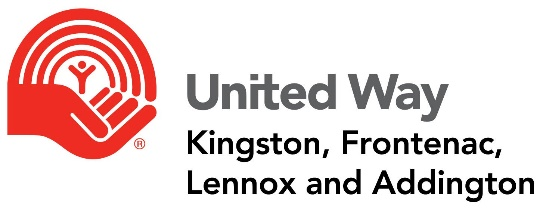 United Way
Kingston, Frontenac,
Lennox and Addington
®